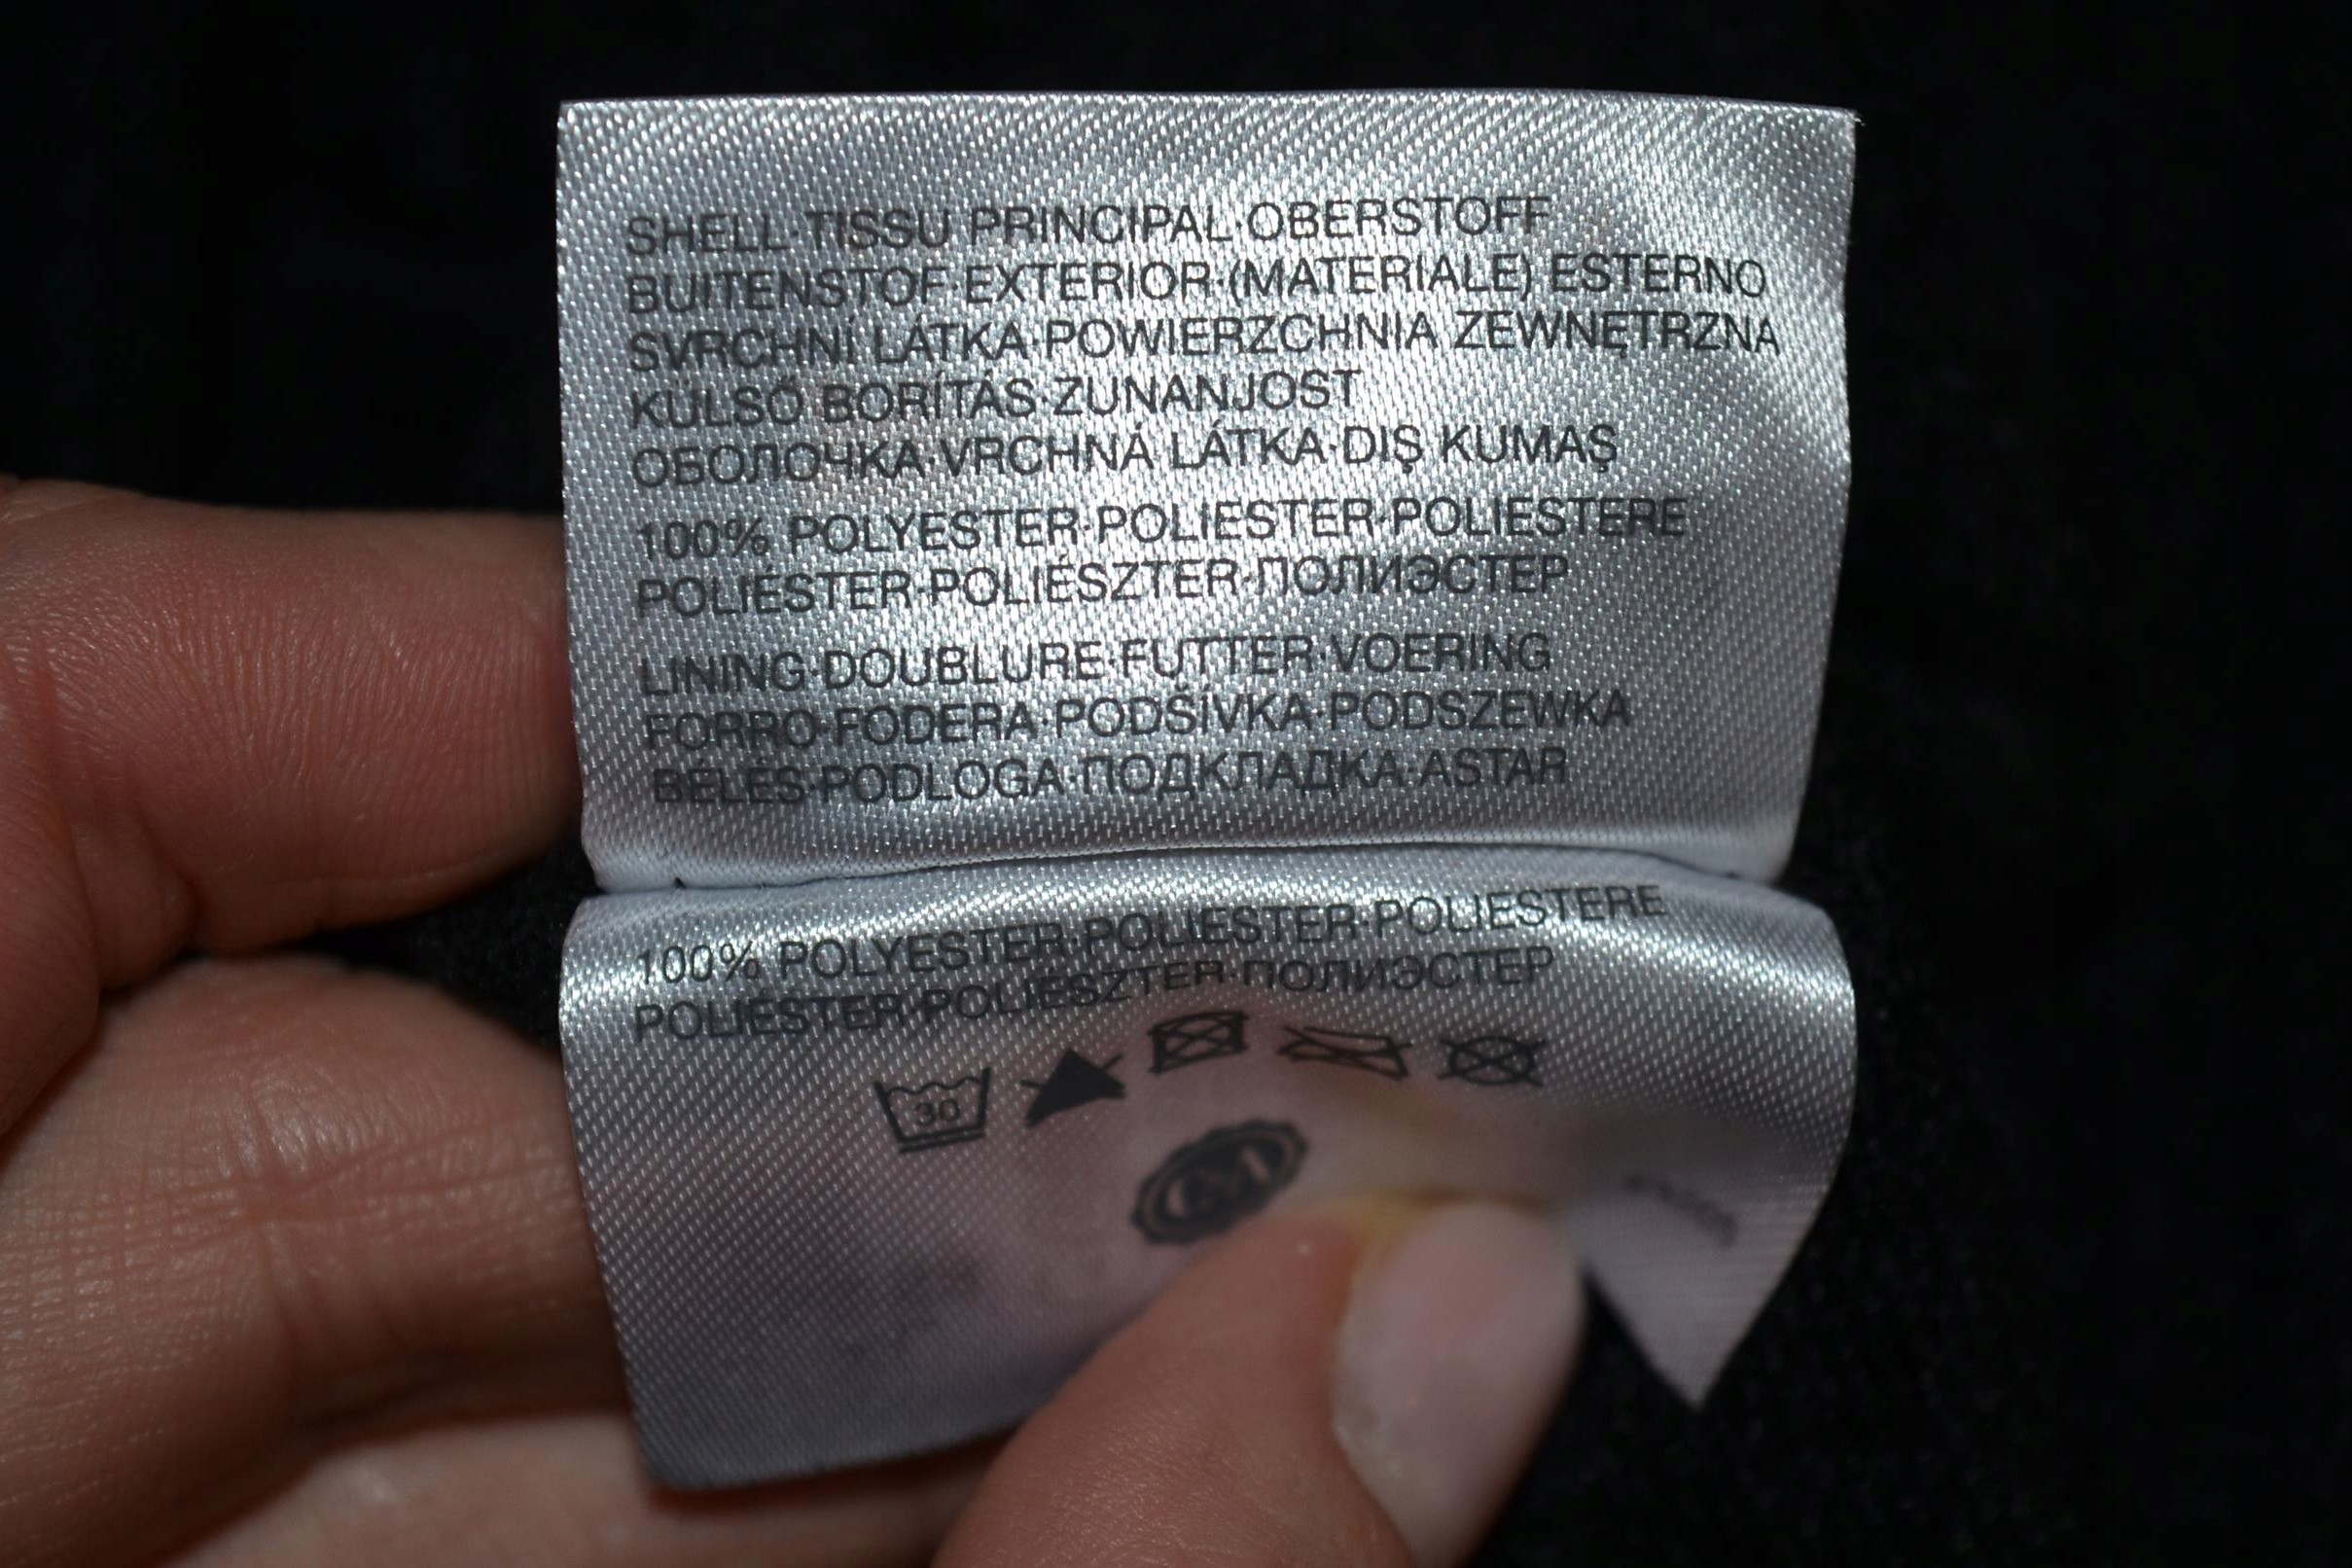 SHELL·TISSU PRINCIPAL·OBERSTOFF
BUITENSTOF·EXTERIOR·(MATERIALE) ESTERNO
SVRCHNÍ LÁTKA·POWIERZCHNIA ZEWNĘTRZNA
KÜLSŐ BORÍTÁS·ZUNANJOST
ОБОЛОЧКА·VRCHNÁ LÁTKA·DIŞ KUMAŞ
100% POLYESTER·POLIESTER·POLIESTERE
POLIÉSTER·POLIÉSZTER·ПОЛИЭСТЕР
LINING·DOUBLURE·FUTTER·VOERING
FORRO·FODERA·PODŠÍVKA·PODSZEWKA
BÉLÉS·PODLOGA·ПОДКЛАДКА·ASTAR
100% POLYESTER·POLIESTER·POLIESTERE
POLIÉSTER·POLIÉSZTER·ПОЛИЭСТЕР
30
C&A